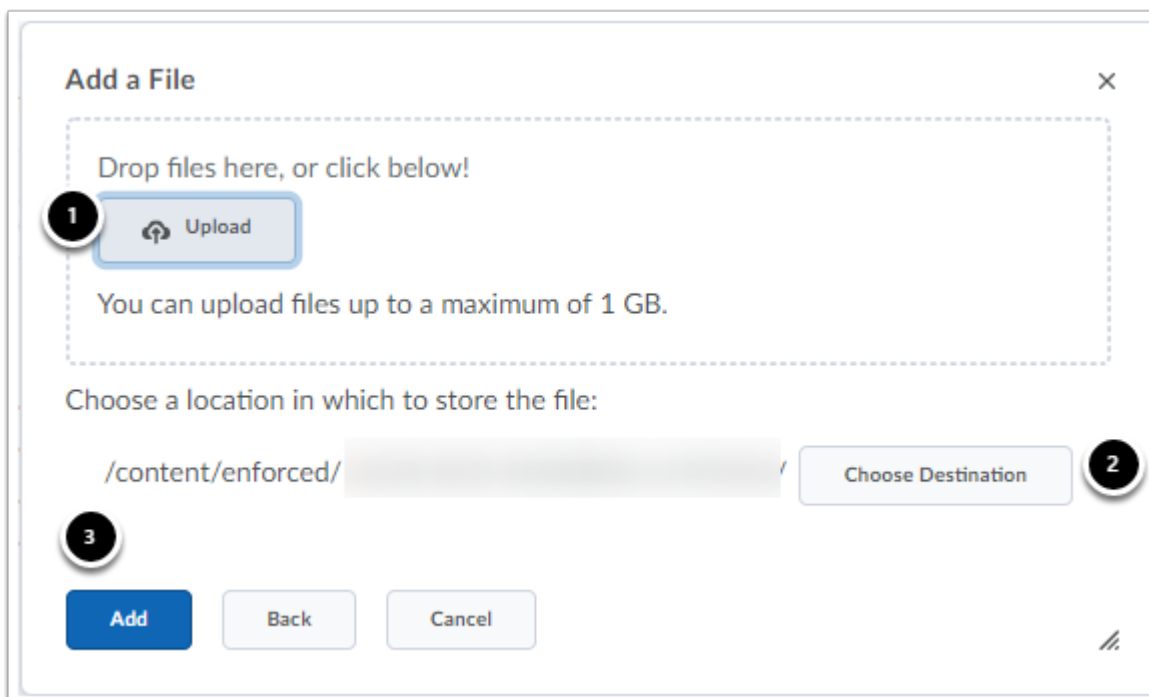 Add a File
Drop files here, or click below!
1
Upload
You can upload files up to a maximum of 1 GB.
Choose a location in which to store the file:
/content/enforced/ / Choose Destination
2
3
Add Back Cancel